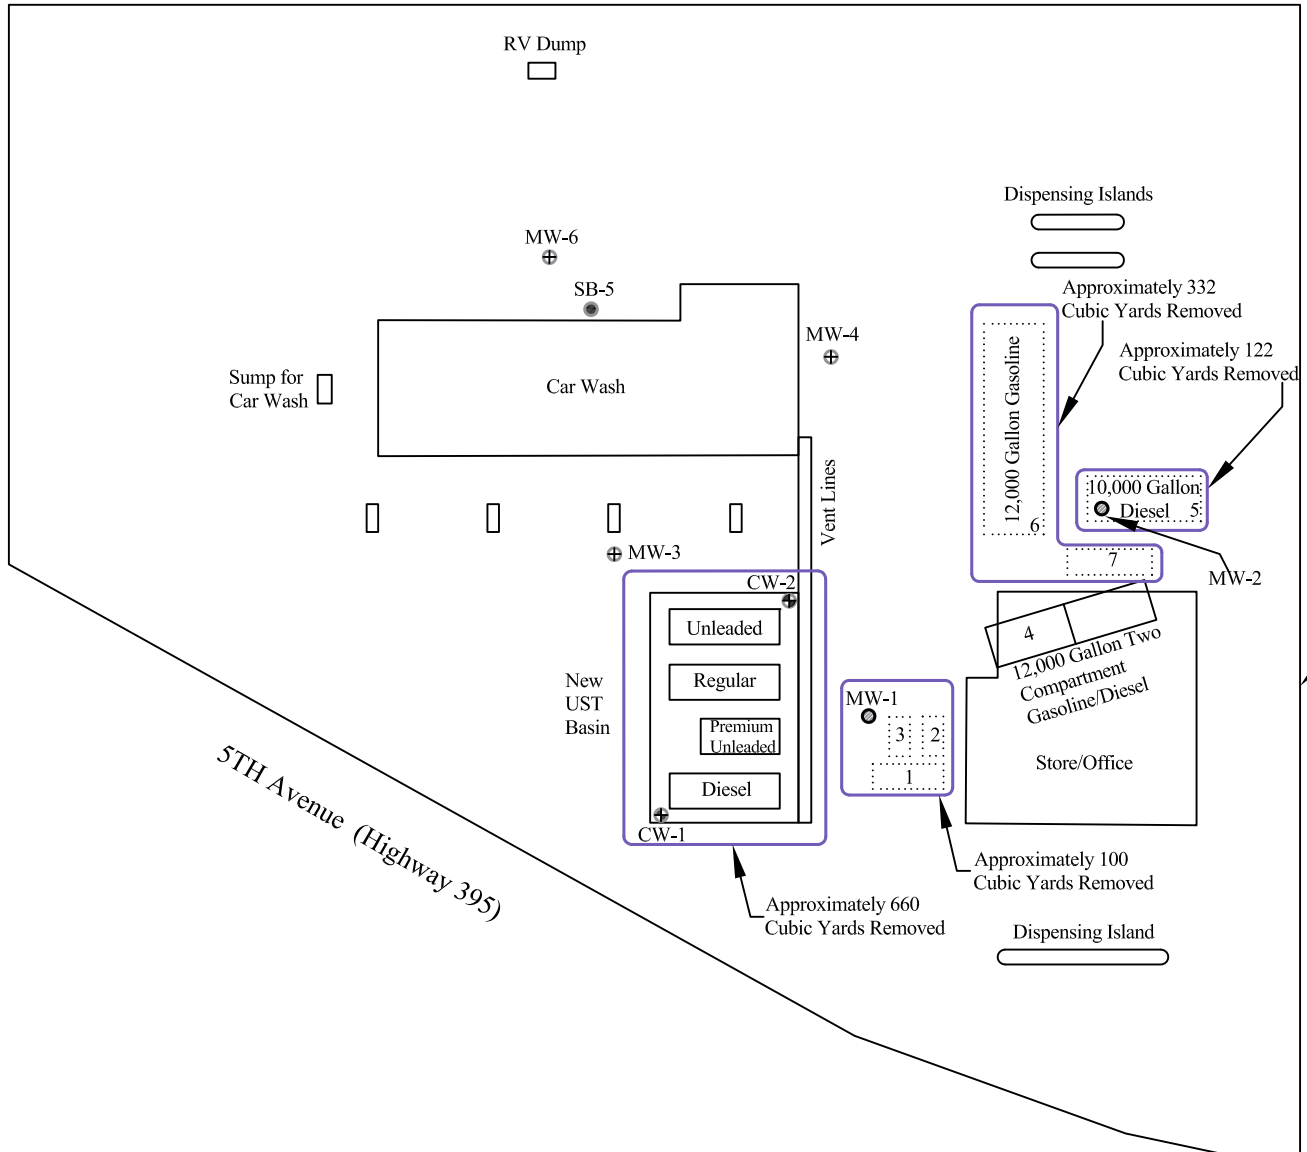 RV Dump
Dispensing Islands
MW-6
SB-5
Approximately 332
Cubic Yards Removed
MW-4
Approximately 122
Cubic Yards Removed
Sump for
Car Wash
Car Wash
12,000 Gallon Gasoline
6
10,000 Gallon
Diesel
5
Vent Lines
MW-3
7
MW-2
CW-2
Unleaded
4
12,000 Gallon Two
Compartment
Gasoline/Diesel
New
UST
Basin
Regular
MW-1
Premium
Unleaded
3
2
1
Store/Office
Diesel
CW-1
5TH Avenue (Highway 395)
Approximately 100
Cubic Yards Removed
Approximately 660
Cubic Yards Removed
Dispensing Island